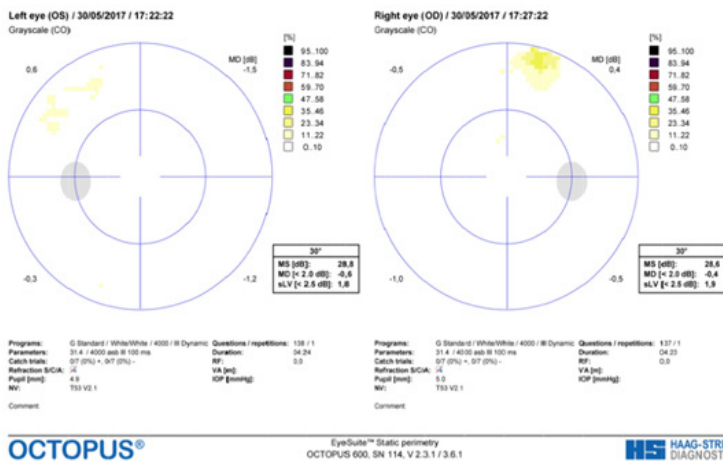 Left eye (OS) / 30/05/2017 / 17:22:22
Grayscale (CO)
MD [dB]
0,6
-1,5
-0,3
-1,2
[%]
95..100
83..94
71..82
59..70
47..58
35..46
23..34
11..22
0..10
30°
MS [dB]: 28,8
MD [< 2.0 dB]: -0,6
sLV [< 2.5 dB]: 1,8
Programs: G Standard / White/White / 4000 / III Dynamic
Parameters: 31.4 / 4000 asb III 100 ms
Catch trials: 0/7 (0%) +, 0/7 (0%) -
Refraction S/C/A:
Pupil [mm]: 4.9
NV: T53 V2.1
Questions / repetitions: 138 / 1
Duration: 04:24
RF: 0,0
VA [m]:
IOP [mmHg]:
Comment
Right eye (OD) / 30/05/2017 / 17:27:22
Grayscale (CO)
MD [dB]
-0,5
0,4
-1,0
-0,5
[%]
95..100
83..94
71..82
59..70
47..58
35..46
23..34
11..22
0..10
30°
MS [dB]: 28,6
MD [< 2.0 dB]: -0,4
sLV [< 2.5 dB]: 1,9
Programs: G Standard / White/White / 4000 / III Dynamic
Parameters: 31.4 / 4000 asb III 100 ms
Catch trials: 0/7 (0%) +, 0/7 (0%) -
Refraction S/C/A:
Pupil [mm]: 5.0
NV: T53 V2.1
Questions / repetitions: 137 / 1
Duration: 04:23
RF: 0,0
VA [m]:
IOP [mmHg]:
Comment
OCTOPUS®
EyeSuite™ Static perimetry
OCTOPUS 600, SN 114, V 2.3.1 / 3.6.1
HS HAAG-STRE
DIAGNOST